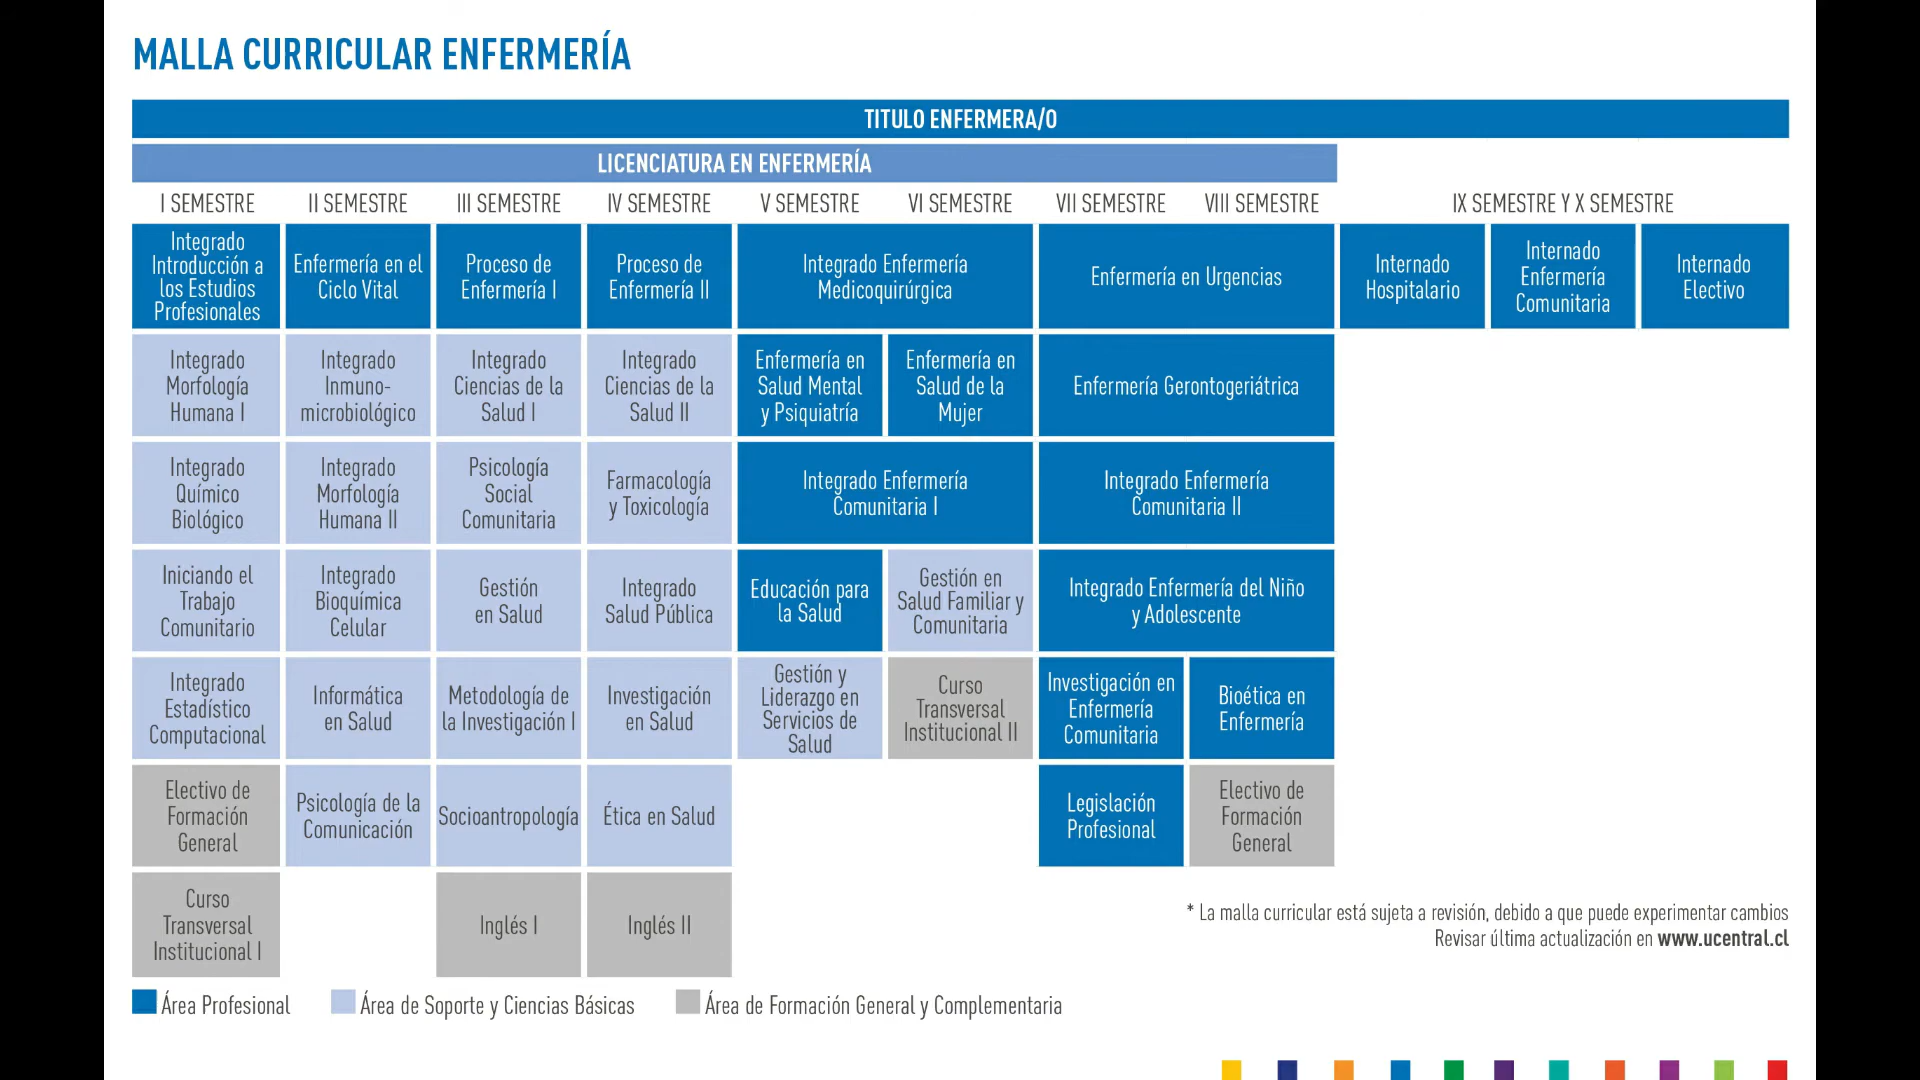 MALLA CURRICULAR ENFERMERÍA
TITULO ENFERMERA/O
LICENCIATURA EN ENFERMERÍA
I SEMESTRE
II SEMESTRE
III SEMESTRE
IV SEMESTRE
V SEMESTRE
VI SEMESTRE
VII SEMESTRE
VIII SEMESTRE
IX SEMESTRE Y X SEMESTRE
Integrado
Introducción a
los Estudios
Profesionales
Enfermería en el
Ciclo Vital
Proceso de
Enfermería I
Proceso de
Enfermería II
Integrado Enfermería
Medicoquirúrgica
Enfermería en Urgencias
Internado
Hospitalario
Internado
Enfermería
Comunitaria
Internado
Electivo
Integrado
Morfología
Humana I
Integrado
Inmuno-
microbiológico
Integrado
Ciencias de la
Salud I
Integrado
Ciencias de la
Salud II
Enfermería en
Salud Mental
y Psiquiatría
Enfermería en
Salud de la
Mujer
Enfermería Gerontogeriátrica
Integrado
Químico
Biológico
Integrado
Morfología
Humana II
Psicología
Social
Comunitaria
Farmacología
y Toxicología
Integrado Enfermería
Comunitaria I
Integrado Enfermería
Comunitaria II
Iniciando el
Trabajo
Comunitario
Integrado
Bioquímica
Celular
Gestión
en Salud
Integrado
Salud Pública
Educación para
la Salud
Gestión en
Salud Familiar y
Comunitaria
Integrado Enfermería del Niño
y Adolescente
Integrado
Estadístico
Computacional
Informática
en Salud
Metodología de
la Investigación I
Investigación
en Salud
Gestión y
Liderazgo en
Servicios de
Salud
Curso
Transversal
Institucional II
Investigación en
Enfermería
Comunitaria
Bioética en
Enfermería
Electivo de
Formación
General
Psicología de la
Comunicación
Socioantropología
Ética en Salud
Legislación
Profesional
Electivo de
Formación
General
Curso
Transversal
Institucional I
Inglés I
Inglés II
* La malla curricular está sujeta a revisión, debido a que puede experimentar cambios
Revisar última actualización en www.ucentral.cl
Área Profesional
Área de Soporte y Ciencias Básicas
Área de Formación General y Complementaria